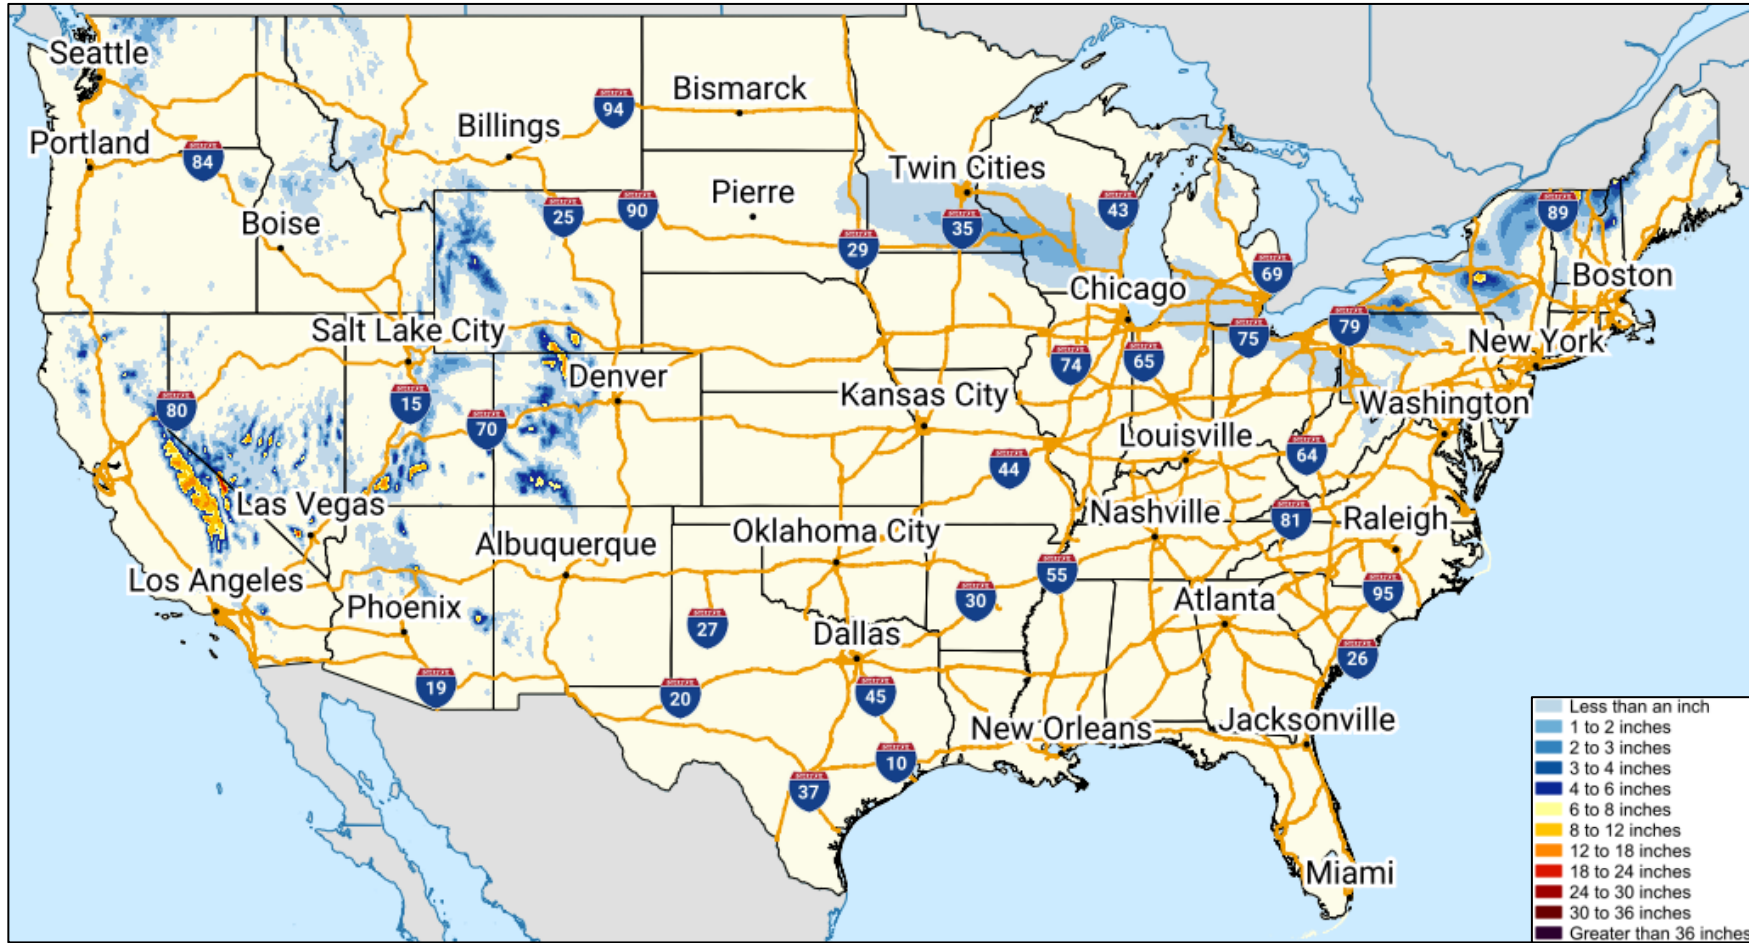 Seattle
Bismarck
94
Billings
Portland
84
Twin Cities
Pierre
25
90
43
89
Boise
35
29
69
Boston
Chicago
Salt Lake City
79
75
New York
74
65
Denver
Kansas City
Washington
80
15
70
Louisville
64
44
Las Vegas
Nashville
81
Raleigh
Oklahoma City
Albuquerque
55
Los Angeles
30
95
Atlanta
Phoenix
27
Dallas
26
19
20
45
New Orleans
Jacksonville
10
37
Miami
Less than an inch
1 to 2 inches
2 to 3 inches
3 to 4 inches
4 to 6 inches
6 to 8 inches
8 to 12 inches
12 to 18 inches
18 to 24 inches
24 to 30 inches
30 to 36 inches
Greater than 36 inches